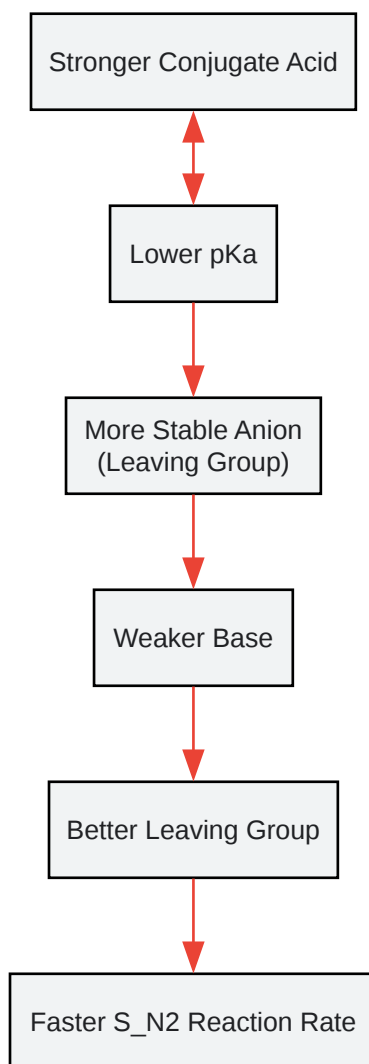 Stronger Conjugate Acid
Lower pKa
More Stable Anion
(Leaving Group)
Weaker Base
Better Leaving Group
Faster S_N2 Reaction Rate